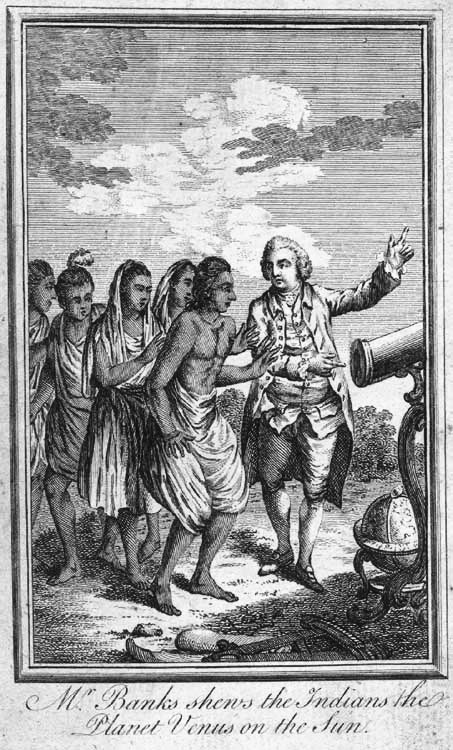 Mr Banks shews the Indians the
Planet Venus on the Sun.